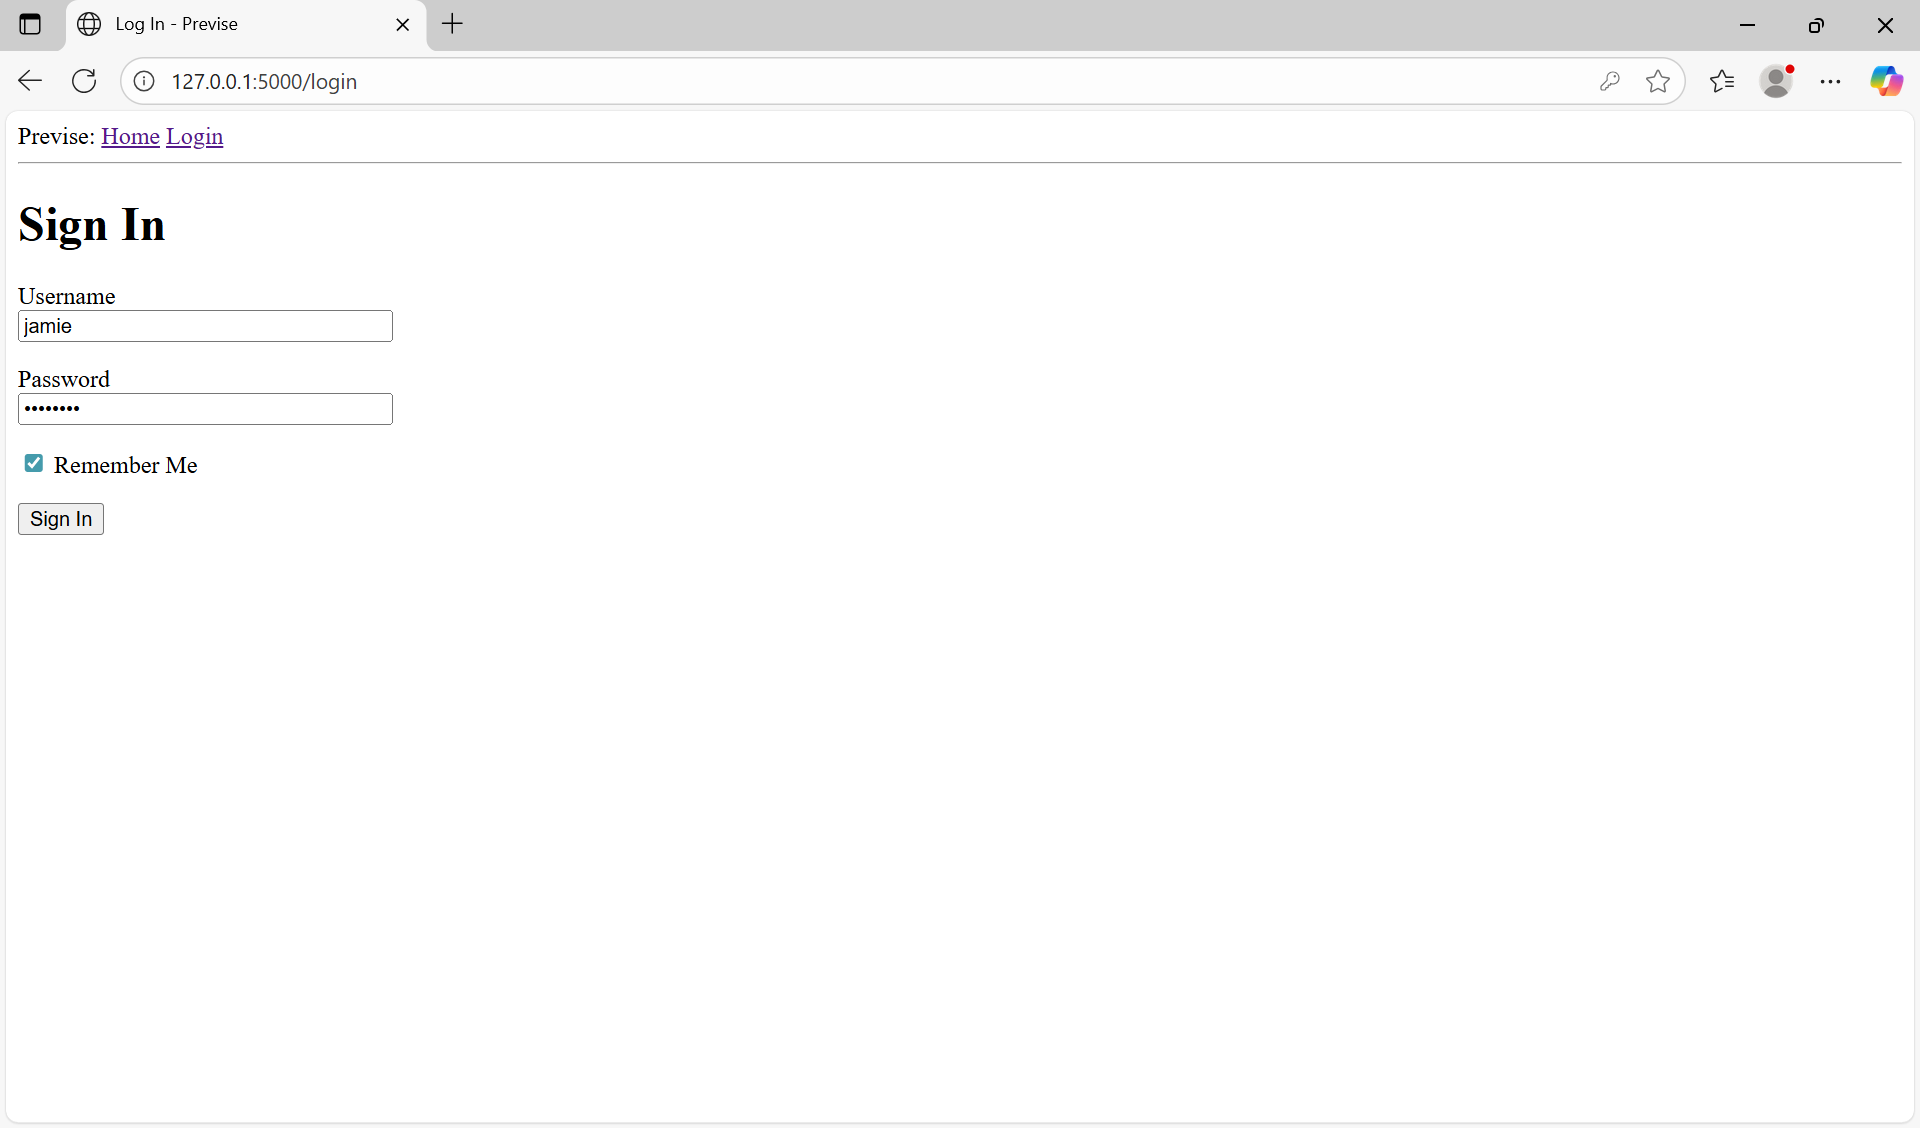 Log In - Previse
127.0.0.1:5000/login
Previse: Home Login
Sign In
Username
jamie
Password
••••••••
Remember Me
Sign In